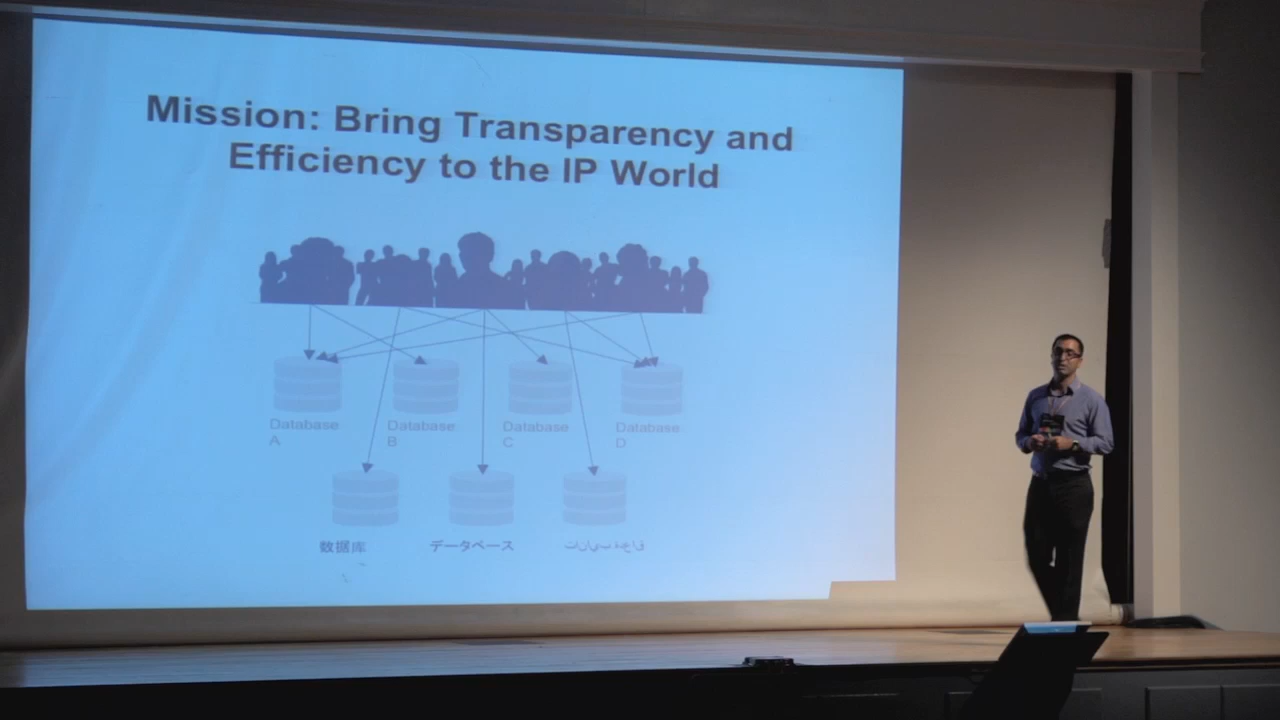 Mission: Bring Transparency and
Efficiency to the IP World
Database
A
Database
B
Database
C
Database
D
数据库
データベース